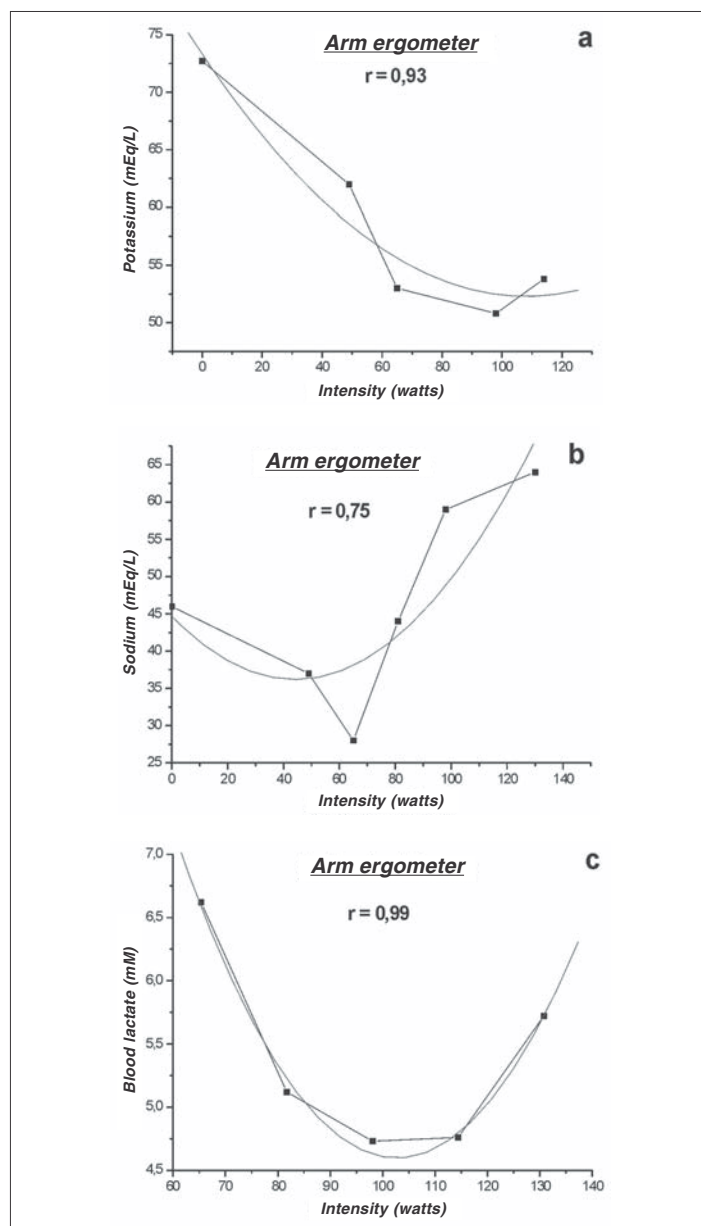 Arm ergometer
a
r = 0,93
Potassium (mEq/L)
75
70
65
60
55
50
0 20 40 60 80 100 120
Intensity (watts)
Arm ergometer
b
r = 0,75
Sodium (mEq/L)
65
60
55
50
45
40
35
30
25
0 20 40 60 80 100 120 140
Intensity (watts)
Arm ergometer
c
r = 0,99
Blood lactate (mM)
7,0
6,5
6,0
5,5
5,0
4,5
60 70 80 90 100 110 120 130 140
Intensity (watts)